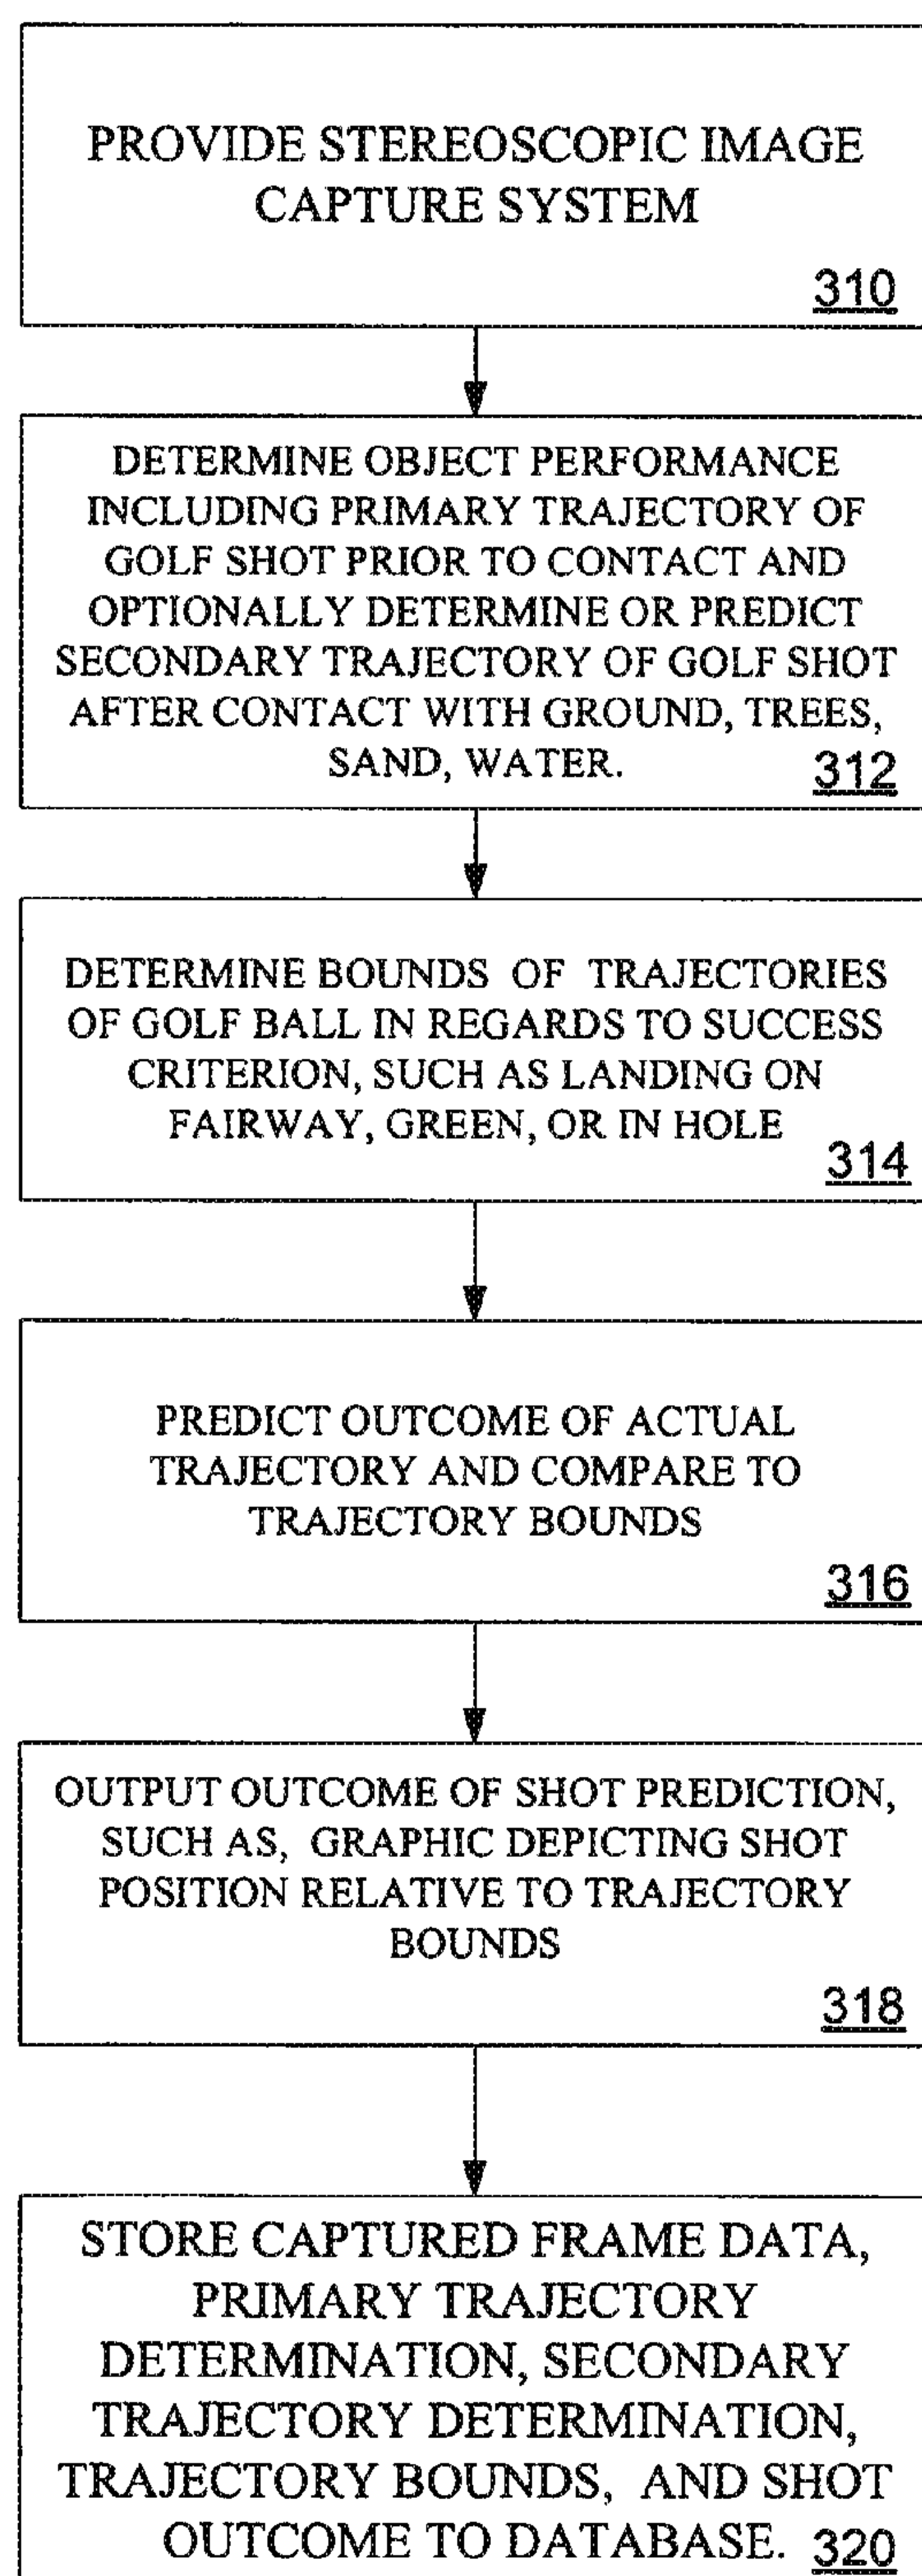 PROVIDE STEREOSCOPIC IMAGE
CAPTURE SYSTEM
310
DETERMINE OBJECT PERFORMANCE
INCLUDING PRIMARY TRAJECTORY OF
GOLF SHOT PRIOR TO CONTACT AND
OPTIONALLY DETERMINE OR PREDICT
SECONDARY TRAJECTORY OF GOLF SHOT
AFTER CONTACT WITH GROUND, TREES,
SAND, WATER.
312
DETERMINE BOUNDS OF TRAJECTORIES
OF GOLF BALL IN REGARDS TO SUCCESS
CRITERION, SUCH AS LANDING ON
FAIRWAY, GREEN, OR IN HOLE
314
PREDICT OUTCOME OF ACTUAL
TRAJECTORY AND COMPARE TO
TRAJECTORY BOUNDS
316
OUTPUT OUTCOME OF SHOT PREDICTION,
SUCH AS, GRAPHIC DEPICTING SHOT
POSITION RELATIVE TO TRAJECTORY
BOUNDS
318
STORE CAPTURED FRAME DATA,
PRIMARY TRAJECTORY
DETERMINATION, SECONDARY
TRAJECTORY DETERMINATION,
TRAJECTORY BOUNDS, AND SHOT
OUTCOME TO DATABASE. 320